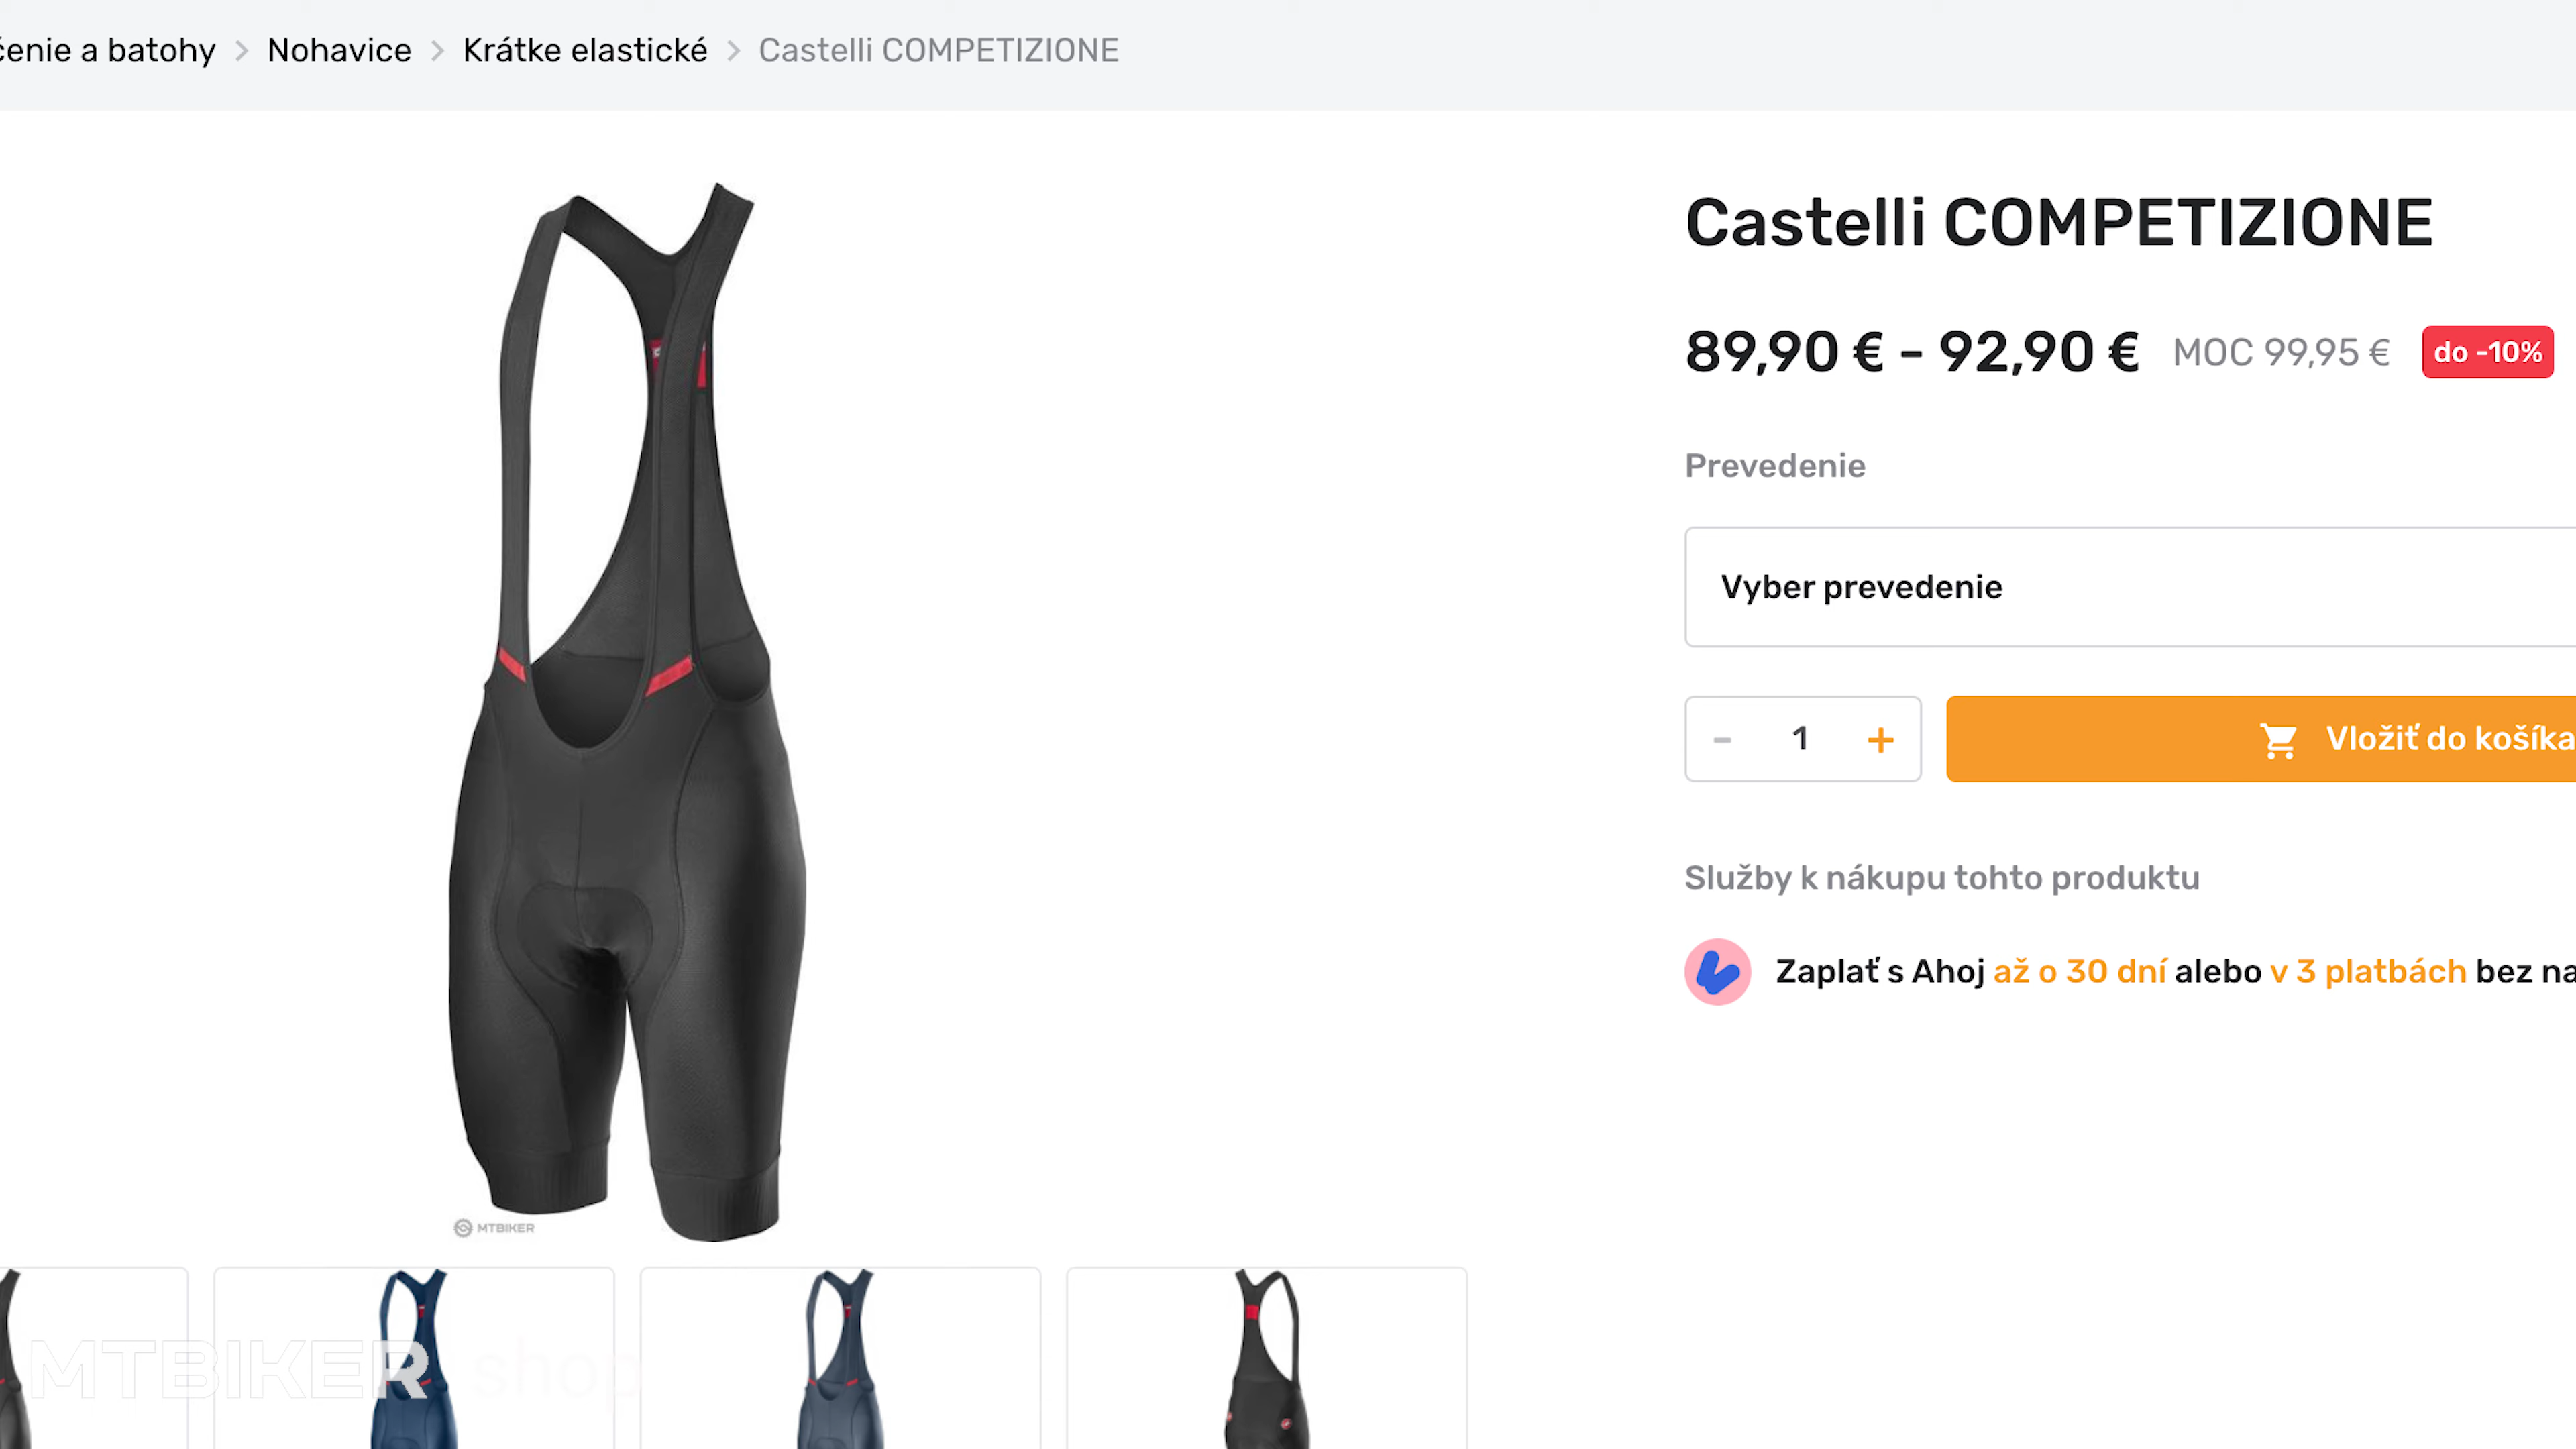 a batohy > Nohavice > Krátke elastické > Castelli COMPETIZIONE
Castelli COMPETIZIONE
89,90 € - 92,90 € MOC 99,95 € do -10%
Prevedenie
Vyber prevedenie
- 1 +
Vložiť do košíka
Služby k nákupu tohto produktu
Zaplať s Ahoj až o 30 dní alebo v 3 platbách bez
MTBIKER
MTBIKER shop